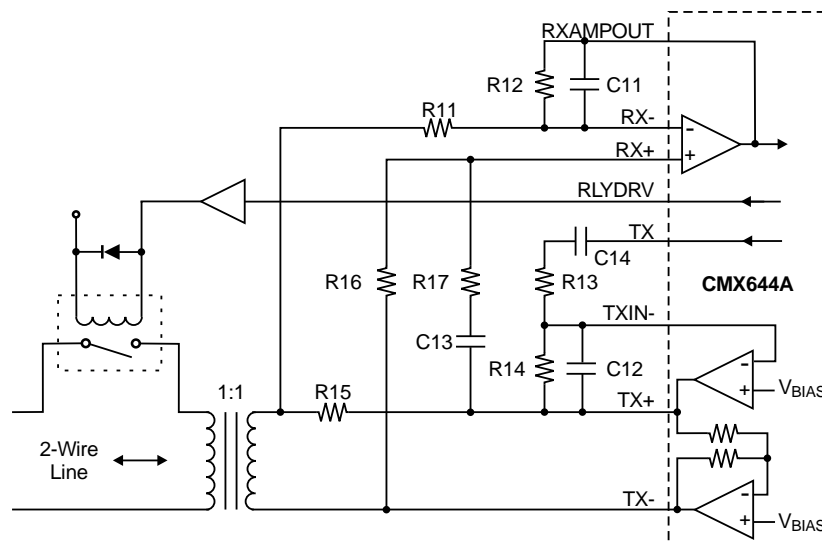 RXAMPOUT
R12
C11
R11
RX-
-
+
RX+
RLYDRV
TX
C14
R16
R17
R13
CMX644A
TXIN-
C13
R14
C12
-
+
VBIAS
1:1
R15
TX+
2-Wire
Line
-
+
TX-
VBIAS